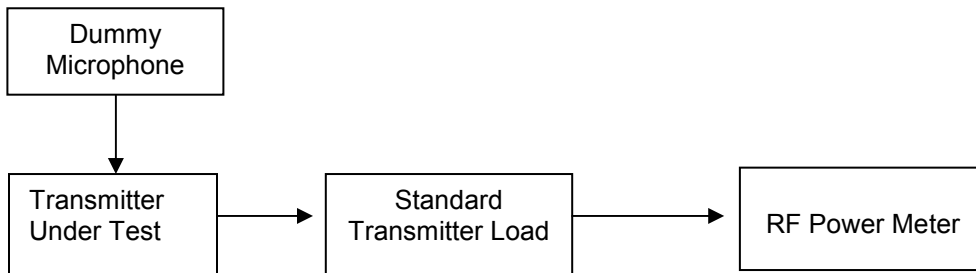 Dummy
Microphone
Transmitter
Under Test
Standard
Transmitter Load
RF Power Meter